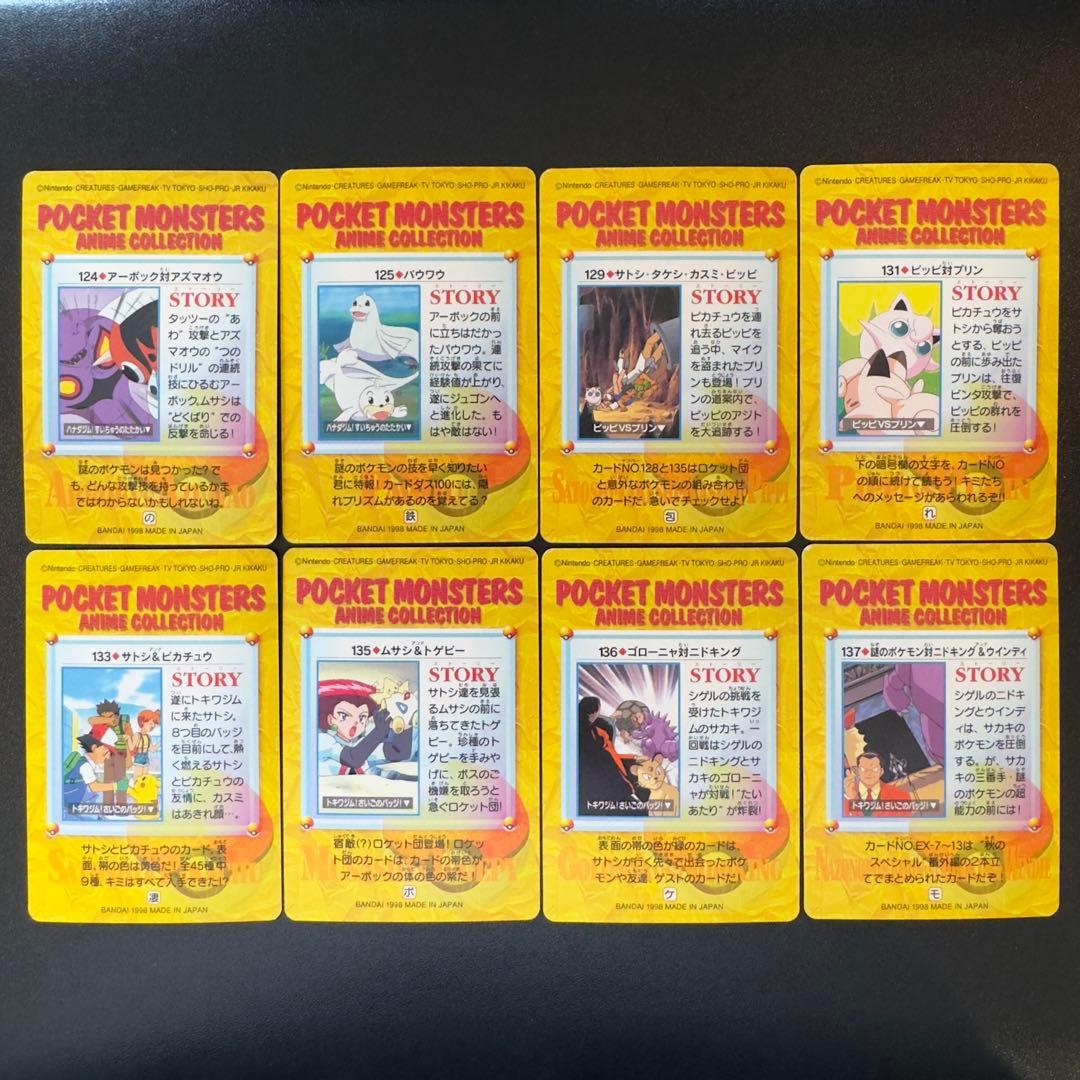 ©Nintendo·CREATURES·GAMEFREAK·TV TOKYO·SHO-PRO·JR KIKAKU
POCKET MONSTERS
ANIME COLLECTION
124◆アーボック対アズマオウ
ストーリー
STORY
タッツーの“あ
わ”攻撃とアズ
マオウの“つの
ドリル”の連続
技にひるむアー
ボック。ムサシは
“どくばり”での
反撃を命じる!
ハナダジム!すいちゅうのたたかい▼
謎のポケモンは見つかった?で
も、どんな攻撃技を持っているかま
ではわからないかもしれないね。
の
BANDAI 1998 MADE IN JAPAN
©Nintendo·CREATURES·GAMEFREAK·TV TOKYO·SHO-PRO·JR KIKAKU
POCKET MONSTERS
ANIME COLLECTION
125◆パウワウ
ストーリー
STORY
アーボックの前
に立ちはだかっ
たパウワウ。連
続攻撃の果てに
経験値が上がり、
遂にジュゴンへ
と進化した。も
はや敵はない!
ハナダジム!すいちゅうのたたかい▼
謎のポケモンの技を早く知りたい
君に特報!カードダス100には、隠
れプリズムがあるのを覚えてる?
鉄
BANDAI 1998 MADE IN JAPAN
©Nintendo·CREATURES·GAMEFREAK·TV TOKYO·SHO-PRO·JR KIKAKU
POCKET MONSTERS
ANIME COLLECTION
129◆サトシ·タケシ·カスミ·ピッピ
ストーリー
STORY
ピカチュウを連
れ去るピッピを
追う中、マイク
を盗まれたプリ
ンも登場!プリ
ンの道案内で、
ピッピのアジト
を大追跡する!
ピッピVSプリン▼
カードNO.128と135はロケット団
と意外なポケモンの組み合わせ
のカードだ。急いでチェックせよ!
包
BANDAI 1998 MADE IN JAPAN
©Nintendo·CREATURES·GAMEFREAK·TV TOKYO·SHO-PRO·JR KIKAKU
POCKET MONSTERS
ANIME COLLECTION
131◆ピッピ対プリン
ストーリー
STORY
ピカチュウをサ
トシから奪おう
とする、ピッピ
の前に歩み出た
プリンは、往復
ビンタ攻撃で、
ピッピの群れを
圧倒する!
ピッピVSプリン▼
下の暗号欄の文字を、カードNO
の順に続けて読もう!キミたち
へのメッセージがあらわれるぞ!!
れ
BANDAI 1998 MADE IN JAPAN
©Nintendo·CREATURES·GAMEFREAK·TV TOKYO·SHO-PRO·JR KIKAKU
POCKET MONSTERS
ANIME COLLECTION
133◆サトシ&ピカチュウ
ストーリー
STORY
遂にトキワジム
に来たサトシ。
8つ目のバッジ
を目前にして、熱
く燃えるサトシ
とピカチュウの
友情に、カスミ
はあきれ顔…。
トキワジム!さいごのバッジ!▼
サトシとピカチュウのカード。表
面、帯の色は黄色だ!全45種中
9種、キミはすべて入手できた!?
凄
BANDAI 1998 MADE IN JAPAN
©Nintendo·CREATURES·GAMEFREAK·TV TOKYO·SHO-PRO·JR KIKAKU
POCKET MONSTERS
ANIME COLLECTION
135◆ムサシ&トゲピー
ストーリー
STORY
サトシ達を見張
るムサシの前に
落ちてきたトゲ
ピー。珍種のト
ゲピーを手みや
げに、ボスのご
機嫌を取ろうと
急ぐロケット団!
トキワジム!さいごのバッジ!▼
宿敵(?)ロケット団登場!ロケッ
ト団のカードは、カードの帯色が、
アーボックの体の色の紫だ!
ポ
BANDAI 1998 MADE IN JAPAN
©Nintendo·CREATURES·GAMEFREAK·TV TOKYO·SHO-PRO·JR KIKAKU
POCKET MONSTERS
ANIME COLLECTION
136◆ゴローニャ対ニドキング
ストーリー
STORY
シゲルの挑戦を
受けたトキワジ
ムのサカキ。一
回戦はシゲルの
ニドキングとサ
カキのゴローニ
ャが対戦!“たい
あたり”が炸裂!
トキワジム!さいごのバッジ!▼
表面の帯の色が緑のカードは、
サトシが行く先々で出会ったポケ
モンや友達、ゲストのカードだ!
ケ
BANDAI 1998 MADE IN JAPAN
©Nintendo·CREATURES·GAMEFREAK·TV TOKYO·SHO-PRO·JR KIKAKU
POCKET MONSTERS
ANIME COLLECTION
137◆謎のポケモン対ニドキング&ウインディ
ストーリー
STORY
シゲルのニドキ
ングとウインデ
ィは、サカキの
ポケモンを圧倒
する。が、サカ
キの三番手・謎
のポケモンの超
能力の前には!
トキワジム!さいごのバッジ!▼
カードNO.EX-7〜13は、“秋の
スペシャル”番外編の2本立
てでまとめられたカードだぞ!
モ
BANDAI 1998 MADE IN JAPAN